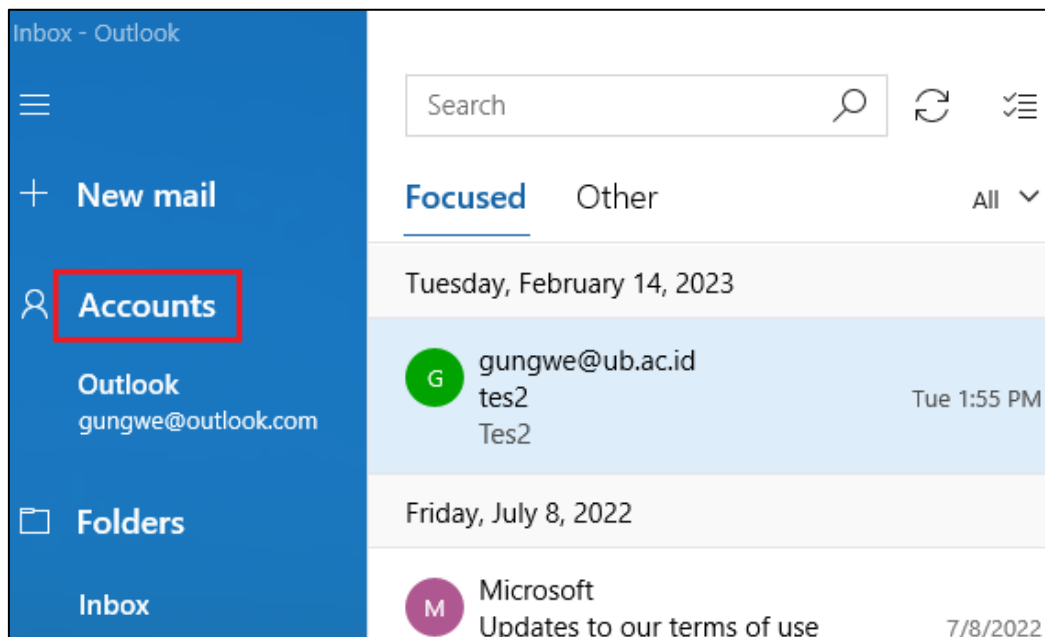 Inbox - Outlook
New mail
Accounts
Outlook
gungwe@outlook.com
Folders
Inbox
Search
Focused
Other
All
Tuesday, February 14, 2023
G
gungwe@ub.ac.id
tes2
Tue 1:55 PM
Tes2
Friday, July 8, 2022
M
Microsoft
Updates to our terms of use
7/8/2022